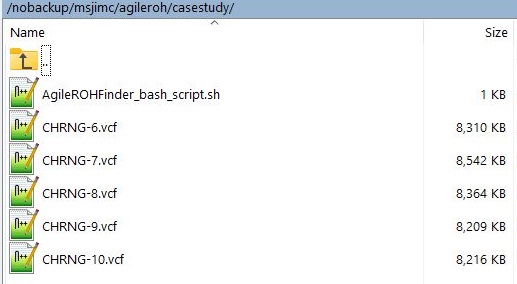 /nobackup/msjimc/agileroh/casestudy/
Name Size
..
AgileROHFinder_bash_script.sh 1 KB
CHRNG-6.vcf 8,310 KB
CHRNG-7.vcf 8,542 KB
CHRNG-8.vcf 8,364 KB
CHRNG-9.vcf 8,209 KB
CHRNG-10.vcf 8,216 KB